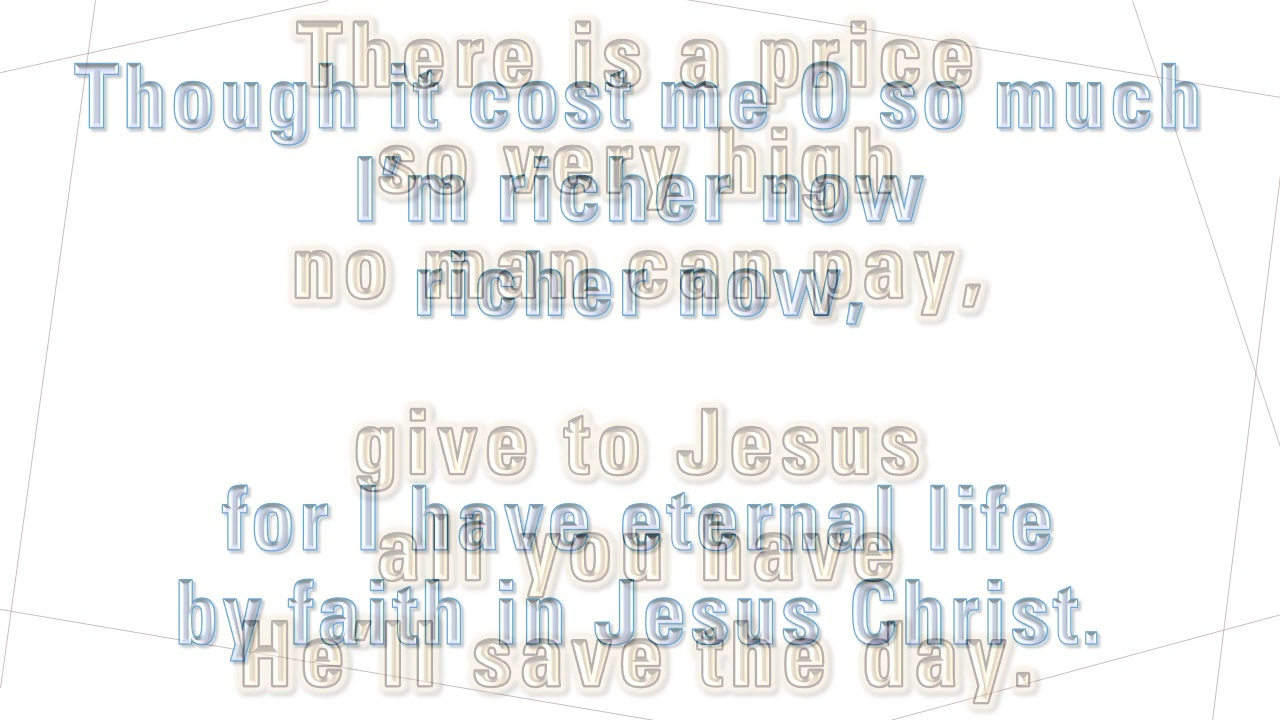 There is a price
Though it cost me O so much
so very high
I'm richer now
no man can pay,
richer now,
give to Jesus
for I have eternal life
all you have
by faith in Jesus Christ.
He'll save the day.